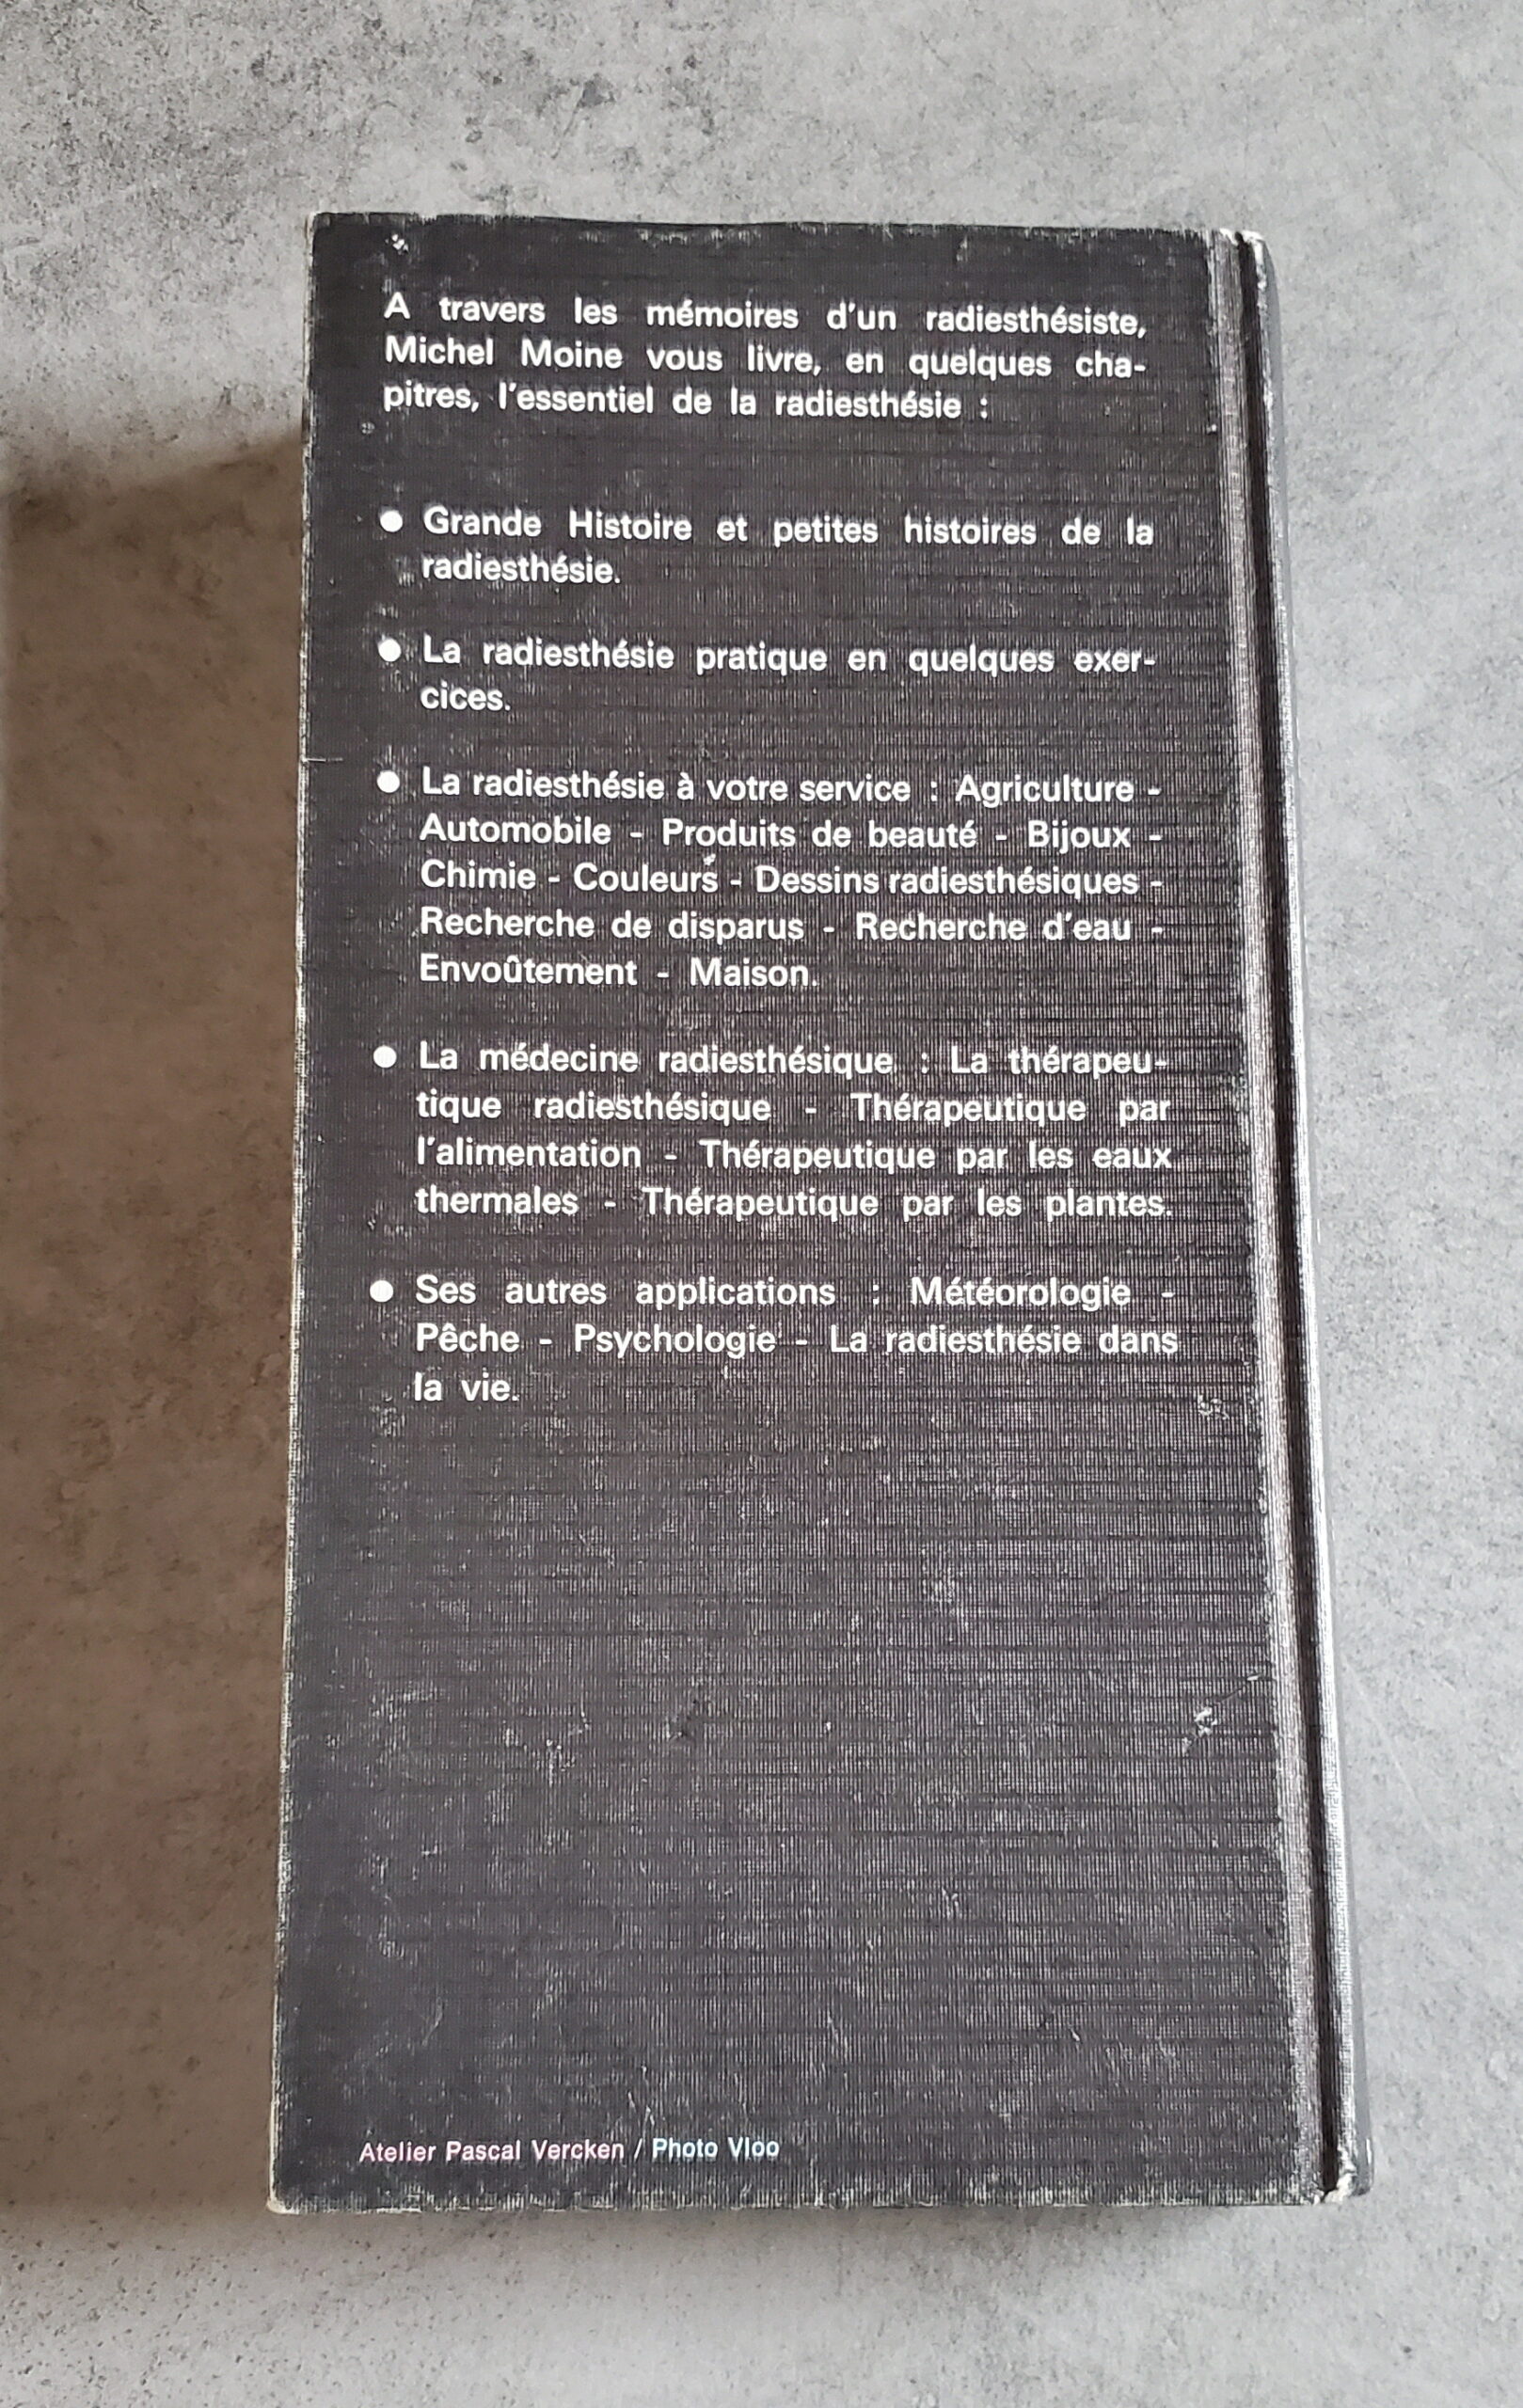 A travers les mémoires d'un radiesthésiste,
Michel Moine vous livre, en quelques cha-
pitres, l'essentiel de la radiesthésie :
● Grande Histoire et petites histoires de la
radiesthésie.
● La radiesthésie pratique en quelques exer-
cices.
● La radiesthésie à votre service : Agriculture -
Automobile - Produits de beauté - Bijoux -
Chimie - Couleurs - Dessins radiesthésiques -
Recherche de disparus - Recherche d'eau -
Envoûtement - Maison.
● La médecine radiesthésique : La thérapeu-
tique radiesthésique - Thérapeutique par
l'alimentation - Thérapeutique par les eaux
thermales - Thérapeutique par les plantes.
● Ses autres applications : Météorologie -
Pêche - Psychologie - La radiesthésie dans
la vie.
Atelier Pascal Vercken / Photo Vloo